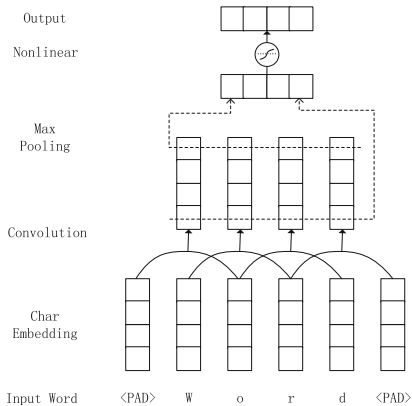 Output
Nonlinear
Max
Pooling
Convolution
Char
Embedding
Input Word <PAD> W o r d <PAD>